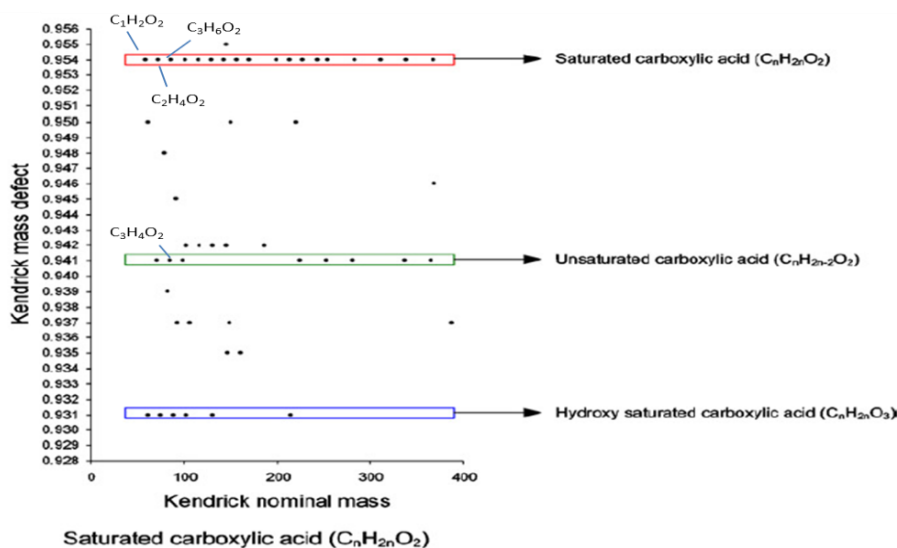 C₁H₂O₂
C₃H₆O₂
C₂H₄O₂
C₃H₄O₂
Kendrick mass defect
0.956
0.955
0.954
0.953
0.952
0.951
0.950
0.949
0.948
0.947
0.946
0.945
0.944
0.943
0.942
0.941
0.940
0.939
0.938
0.937
0.936
0.935
0.934
0.933
0.932
0.931
0.930
0.929
0.928
Saturated carboxylic acid (CₙH₂ₙO₂)
Unsaturated carboxylic acid (CₙH₂ₙ₋₂O₂)
Hydroxy saturated carboxylic acid (CₙH₂ₙO₃)
0 100 200 300 400
Kendrick nominal mass
Saturated carboxylic acid (CₙH₂ₙO₂)